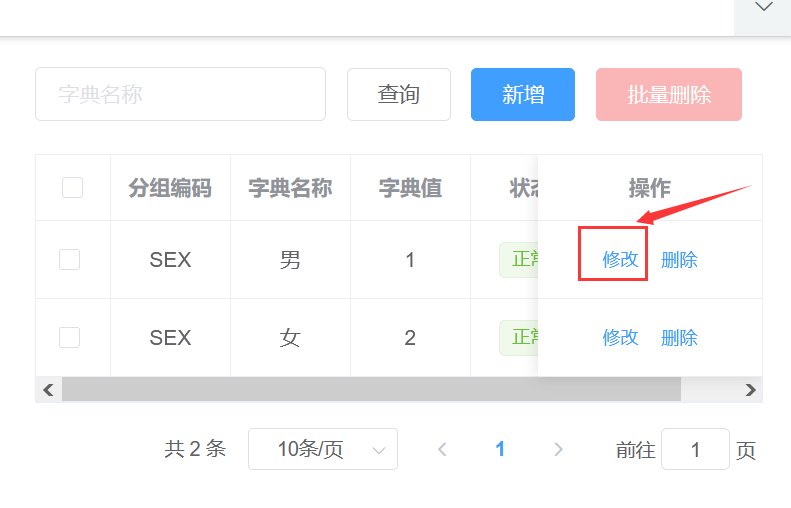 字典名称 查询 新增 批量删除
分组编码 字典名称 字典值 状态 操作
SEX 男 1 正常 修改 删除
SEX 女 2 正常 修改 删除
共 2 条 10条/页 1 前往 1 页